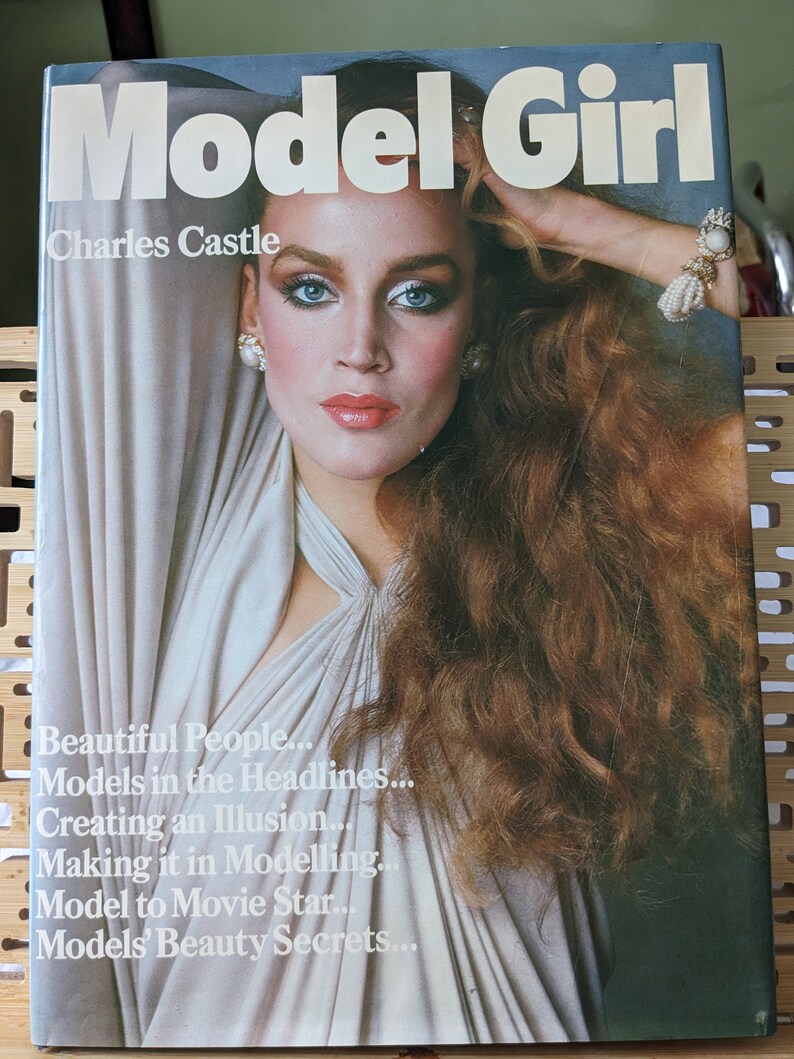 Model Girl
Charles Castle
Beautiful People...
Models in the Headlines...
Creating an Illusion...
Making it in Modelling...
Model to Movie Star...
Models' Beauty Secrets...